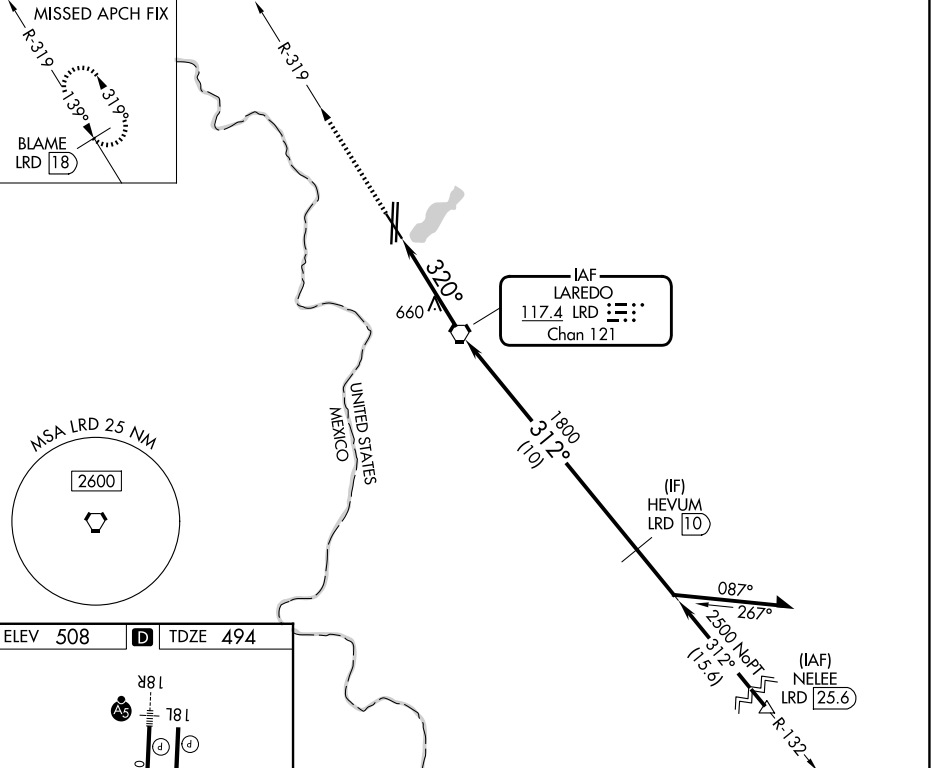 MISSED APCH FIX
R-319
139°
319°
BLAME
LRD 18
R-319
320°
660
IAF
LAREDO
117.4 LRD
Chan 121
UNITED STATES
MEXICO
1800
312°
(10)
MSA LRD 25 NM
2600
(IF)
HEVUM
LRD 10
087°
267°
2500 NoPT
312°
(15.6)
(IAF)
NELEE
LRD 25.6
R-132
ELEV 508 D TDZE 494
18R
A5
18L
P
P